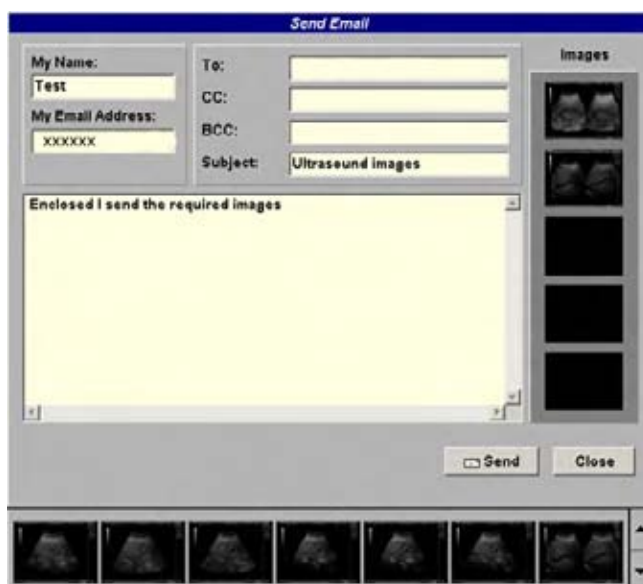 Send Email
My Name:
Test
My Email Address:
xxxxxx
To:
CC:
BCC:
Subject: Ultrasound images
Images
Enclosed I send the required images
Send
Close